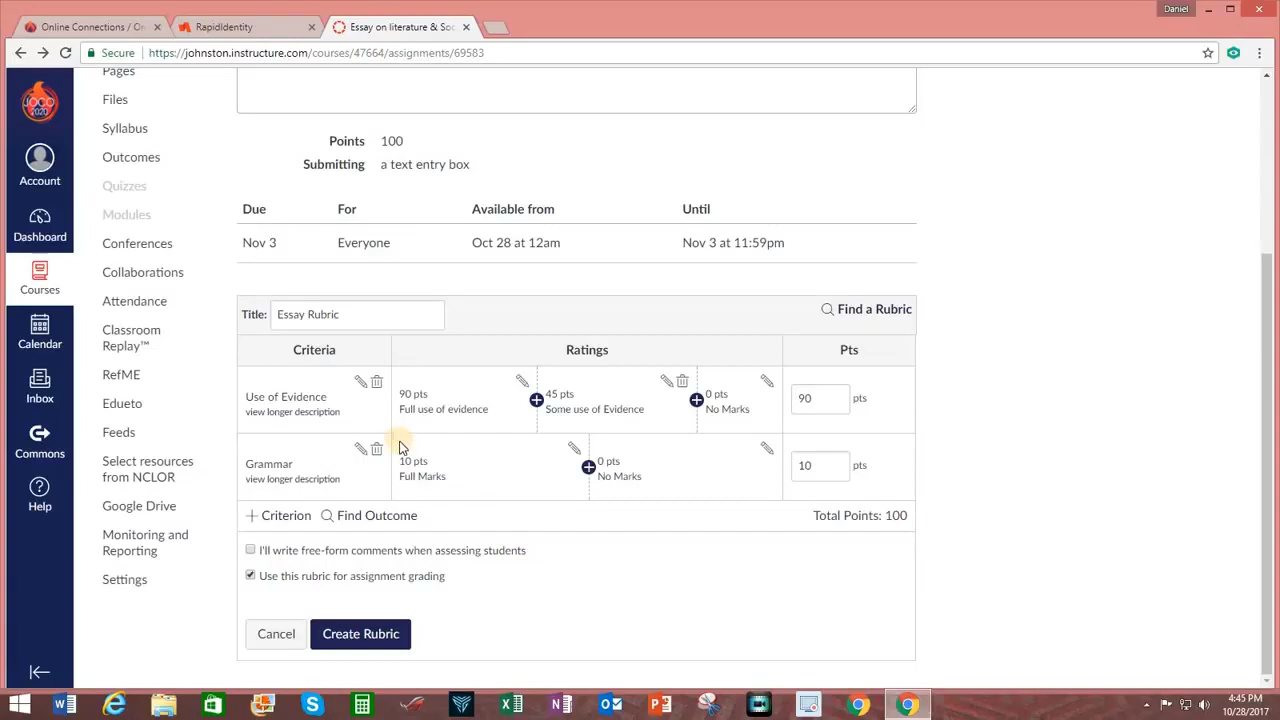 Daniel
Online Connections / On
RapidIdentity
Essay on literature & Soc
Secure
https://johnston.instructure.com/courses/47664/assignments/69583
JOCO
2020
Account
Dashboard
Courses
Calendar
Inbox
Commons
Help
Pages
Files
Syllabus
Outcomes
Quizzes
Modules
Conferences
Collaborations
Attendance
Classroom
Replay™
RefME
Edueto
Feeds
Select resources
from NCLOR
Google Drive
Monitoring and
Reporting
Settings
Points 100
Submitting a text entry box
Due For Available from Until
Nov 3 Everyone Oct 28 at 12am Nov 3 at 11:59pm
Title: Essay Rubric Find a Rubric
Criteria Ratings Pts
Use of Evidence
view longer description
90 pts
Full use of evidence
45 pts
Some use of Evidence
0 pts
No Marks
90 pts
Grammar
view longer description
10 pts
Full Marks
0 pts
No Marks
10 pts
Criterion Find Outcome Total Points: 100
I'll write free-form comments when assessing students
Use this rubric for assignment grading
Cancel Create Rubric
4:45 PM
10/28/2017